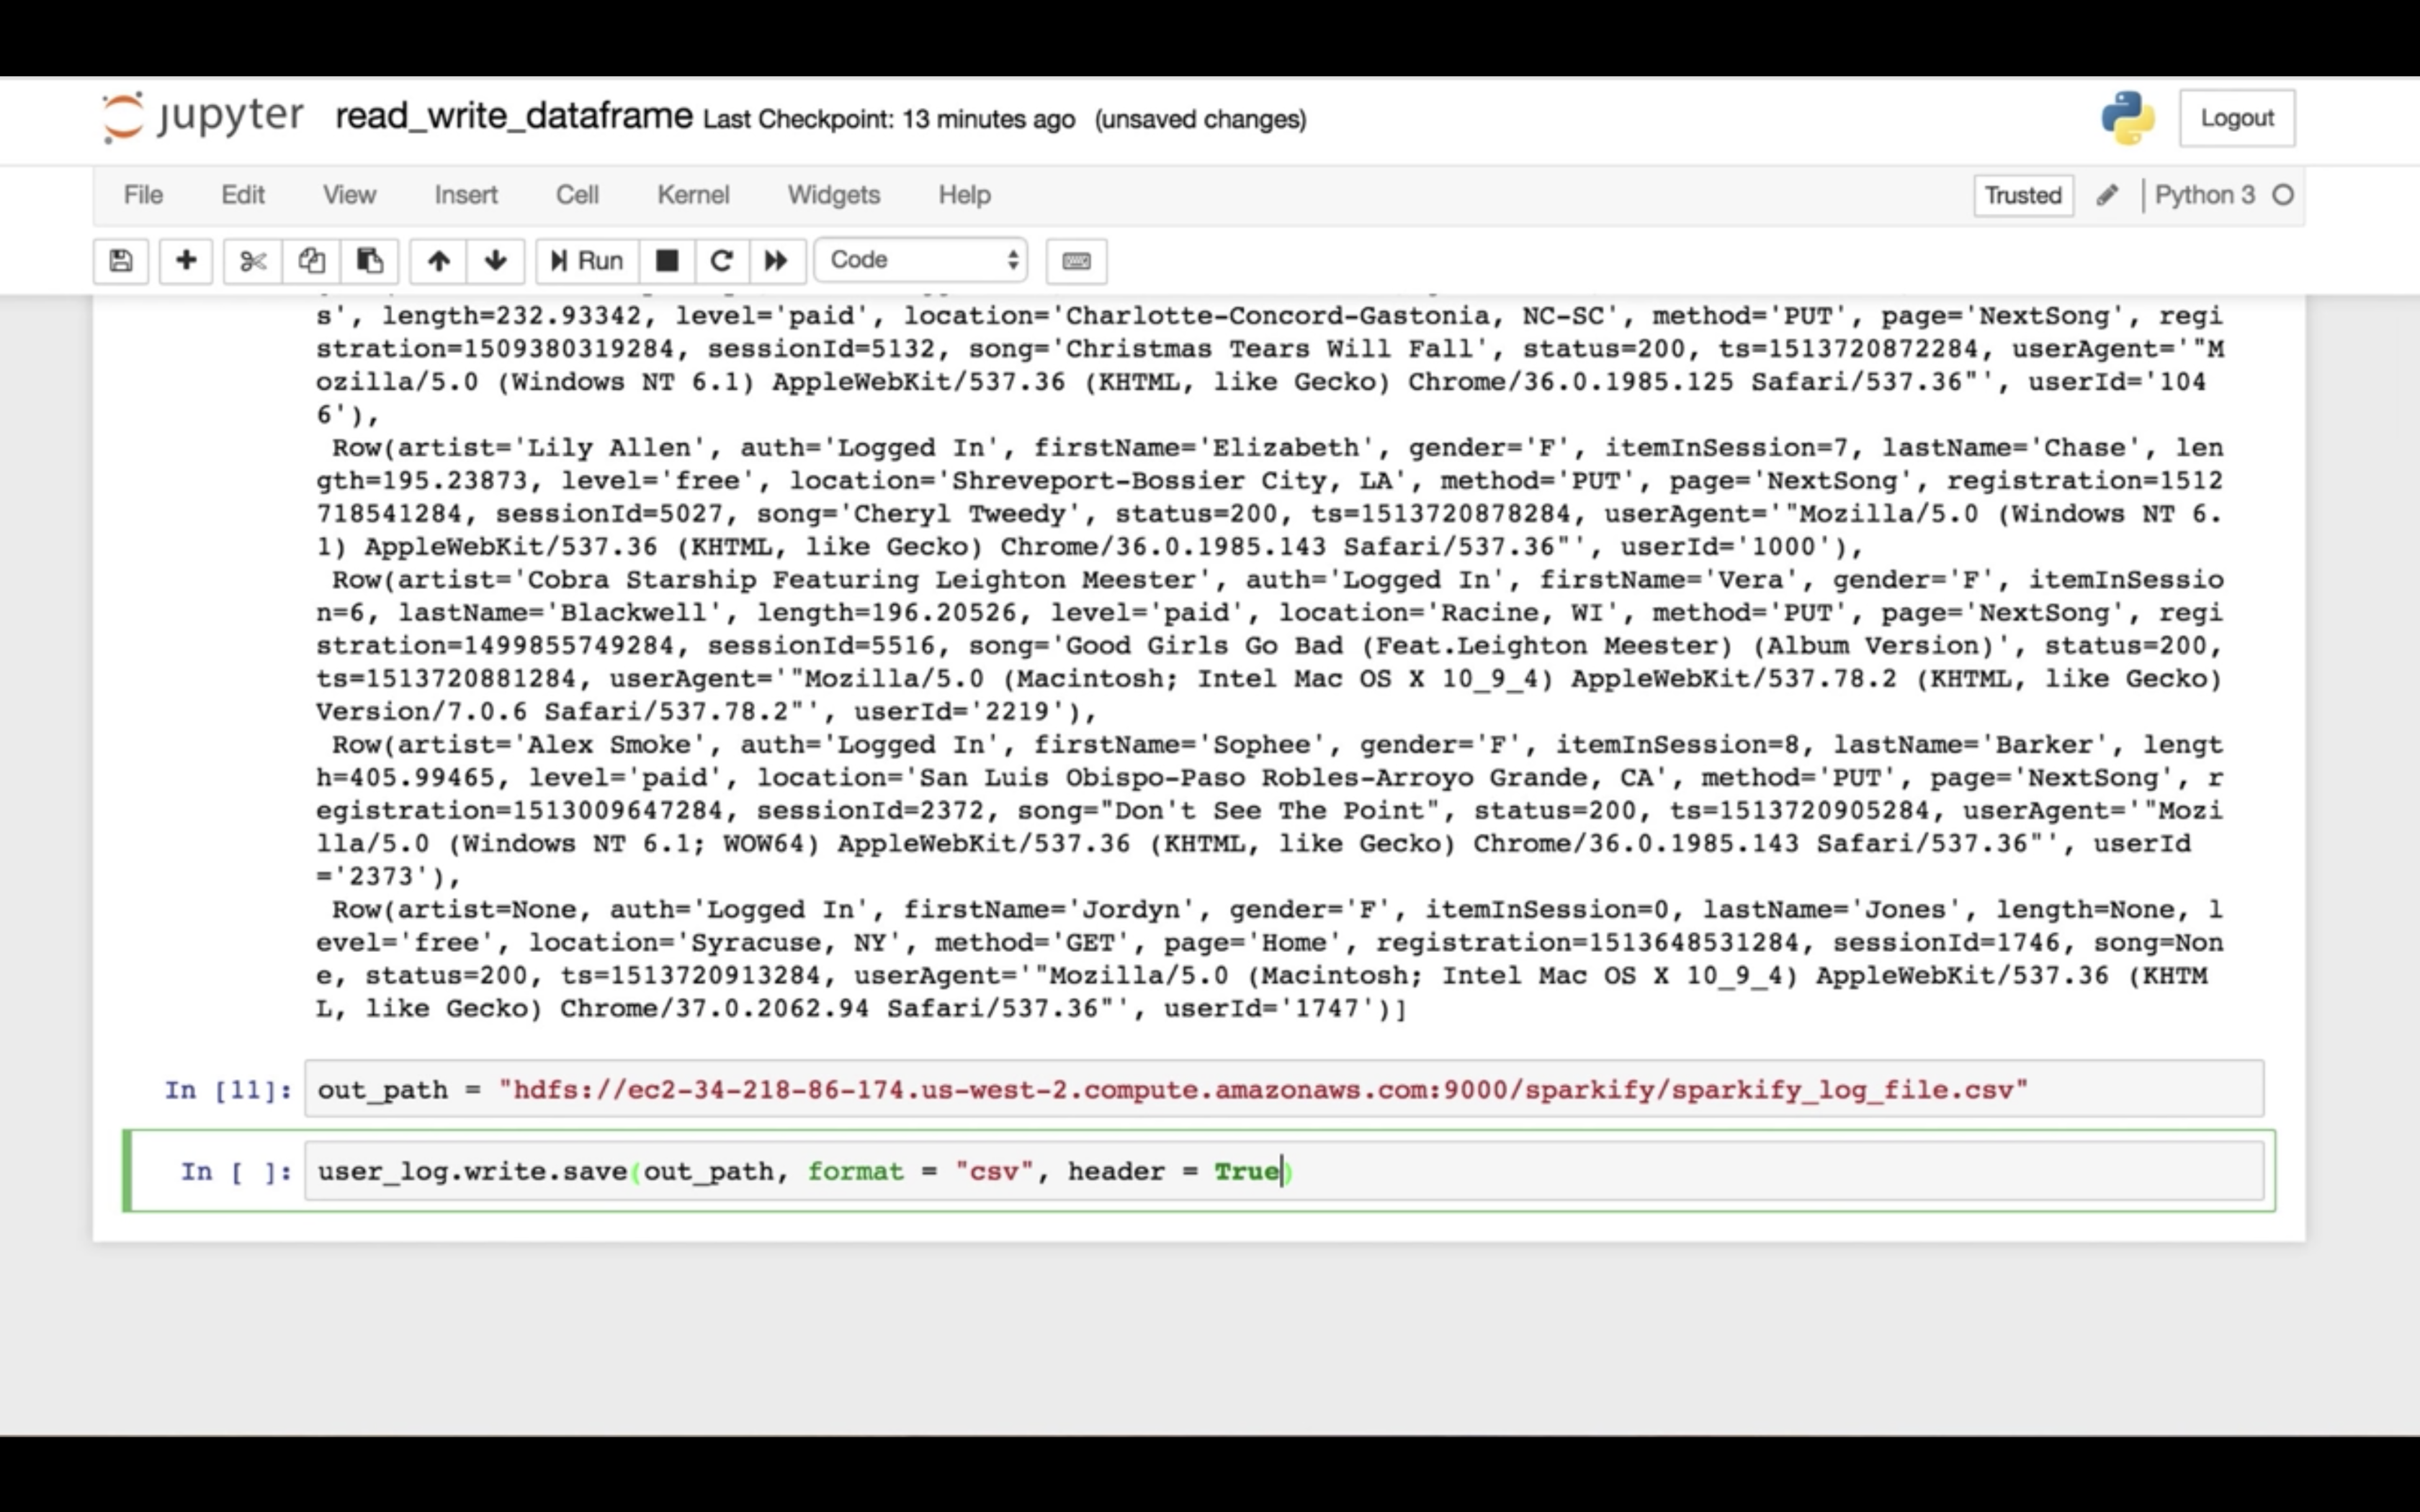 jupyter read_write_dataframe Last Checkpoint: 13 minutes ago (unsaved changes) Logout
File Edit View Insert Cell Kernel Widgets Help Trusted Python 3
Run Code
s', length=232.93342, level='paid', location='Charlotte-Concord-Gastonia, NC-SC', method='PUT', page='NextSong', regi
stration=1509380319284, sessionId=5132, song='Christmas Tears Will Fall', status=200, ts=1513720872284, userAgent='"M
ozilla/5.0 (Windows NT 6.1) AppleWebKit/537.36 (KHTML, like Gecko) Chrome/36.0.1985.125 Safari/537.36"', userId='104
6'),
Row(artist='Lily Allen', auth='Logged In', firstName='Elizabeth', gender='F', itemInSession=7, lastName='Chase', len
gth=195.23873, level='free', location='Shreveport-Bossier City, LA', method='PUT', page='NextSong', registration=1512
718541284, sessionId=5027, song='Cheryl Tweedy', status=200, ts=1513720878284, userAgent='"Mozilla/5.0 (Windows NT 6.
1) AppleWebKit/537.36 (KHTML, like Gecko) Chrome/36.0.1985.143 Safari/537.36"', userId='1000'),
Row(artist='Cobra Starship Featuring Leighton Meester', auth='Logged In', firstName='Vera', gender='F', itemInSessio
n=6, lastName='Blackwell', length=196.20526, level='paid', location='Racine, WI', method='PUT', page='NextSong', regi
stration=1499855749284, sessionId=5516, song='Good Girls Go Bad (Feat.Leighton Meester) (Album Version)', status=200,
ts=1513720881284, userAgent='"Mozilla/5.0 (Macintosh; Intel Mac OS X 10_9_4) AppleWebKit/537.78.2 (KHTML, like Gecko)
Version/7.0.6 Safari/537.78.2"', userId='2219'),
Row(artist='Alex Smoke', auth='Logged In', firstName='Sophee', gender='F', itemInSession=8, lastName='Barker', lengt
h=405.99465, level='paid', location='San Luis Obispo-Paso Robles-Arroyo Grande, CA', method='PUT', page='NextSong', r
egistration=1513009647284, sessionId=2372, song="Don't See The Point", status=200, ts=1513720905284, userAgent='"Mozi
lla/5.0 (Windows NT 6.1; WOW64) AppleWebKit/537.36 (KHTML, like Gecko) Chrome/36.0.1985.143 Safari/537.36"', userId
='2373'),
Row(artist=None, auth='Logged In', firstName='Jordyn', gender='F', itemInSession=0, lastName='Jones', length=None, l
evel='free', location='Syracuse, NY', method='GET', page='Home', registration=1513648531284, sessionId=1746, song=Non
e, status=200, ts=1513720913284, userAgent='"Mozilla/5.0 (Macintosh; Intel Mac OS X 10_9_4) AppleWebKit/537.36 (KHTM
L, like Gecko) Chrome/37.0.2062.94 Safari/537.36"', userId='1747')]
In [11]: out_path = "hdfs://ec2-34-218-86-174.us-west-2.compute.amazonaws.com:9000/sparkify/sparkify_log_file.csv"
In [ ]: user_log.write.save(out_path, format = "csv", header = True)